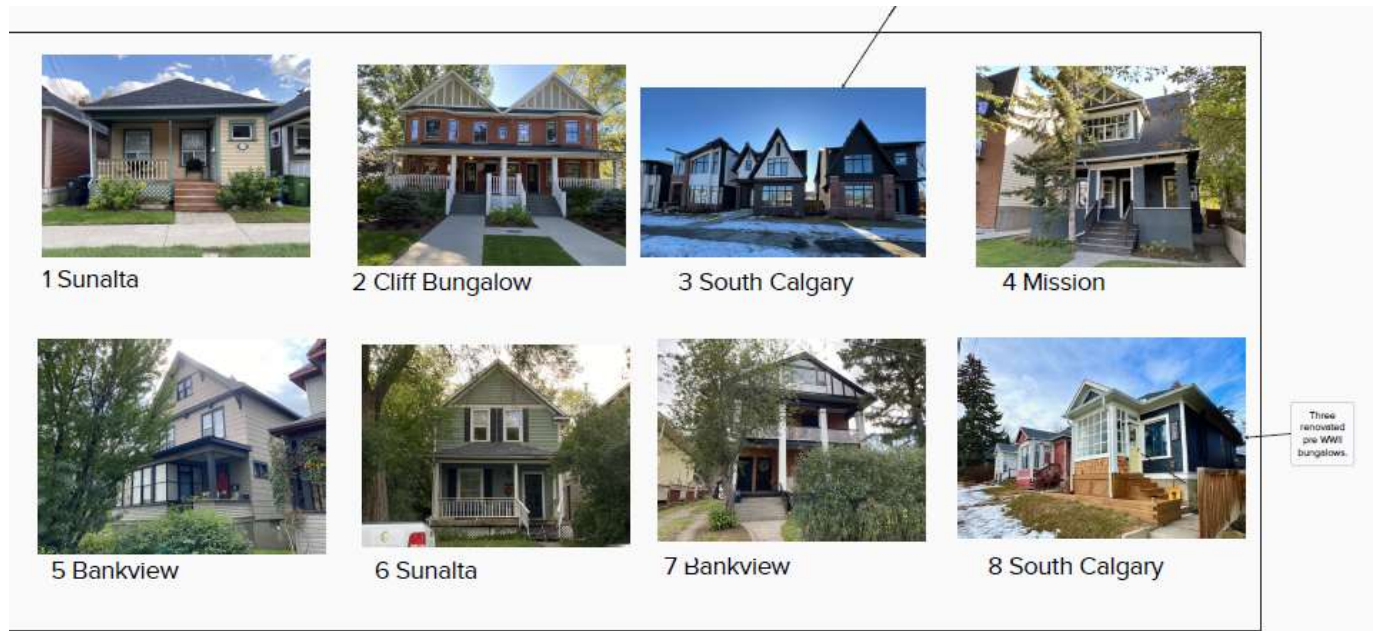 1 Sunalta
2 Cliff Bungalow
3 South Calgary
4 Mission
5 Bankview
6 Sunalta
7 Bankview
8 South Calgary
Three
renovated
pre WWII
bungalows.